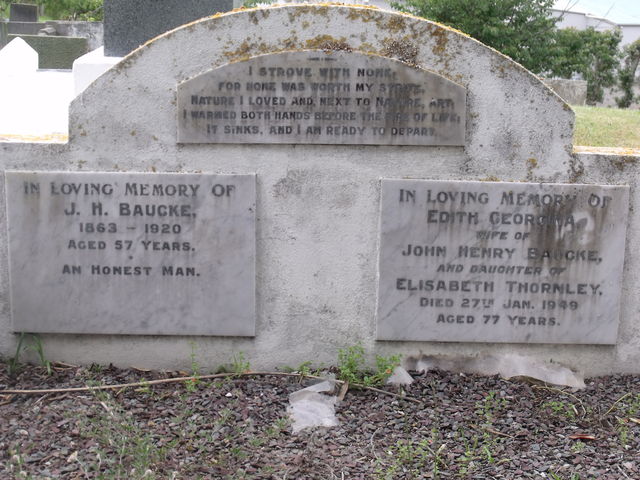 I STROVE WITH NONE,
FOR NONE WAS WORTH MY STRIFE,
NATURE I LOVED AND, NEXT TO NATURE, ART,
I WARMED BOTH HANDS BEFORE THE FIRE OF LIFE;
IT SINKS, AND I AM READY TO DEPART.
IN LOVING MEMORY OF
J. H. BAUCKE,
1863 - 1920
AGED 57 YEARS.
AN HONEST MAN.
IN LOVING MEMORY OF
EDITH GEORGINA
WIFE OF
JOHN HENRY BAUCKE,
AND DAUGHTER OF
ELISABETH THORNLEY,
DIED 27TH JAN. 1949
AGED 77 YEARS.